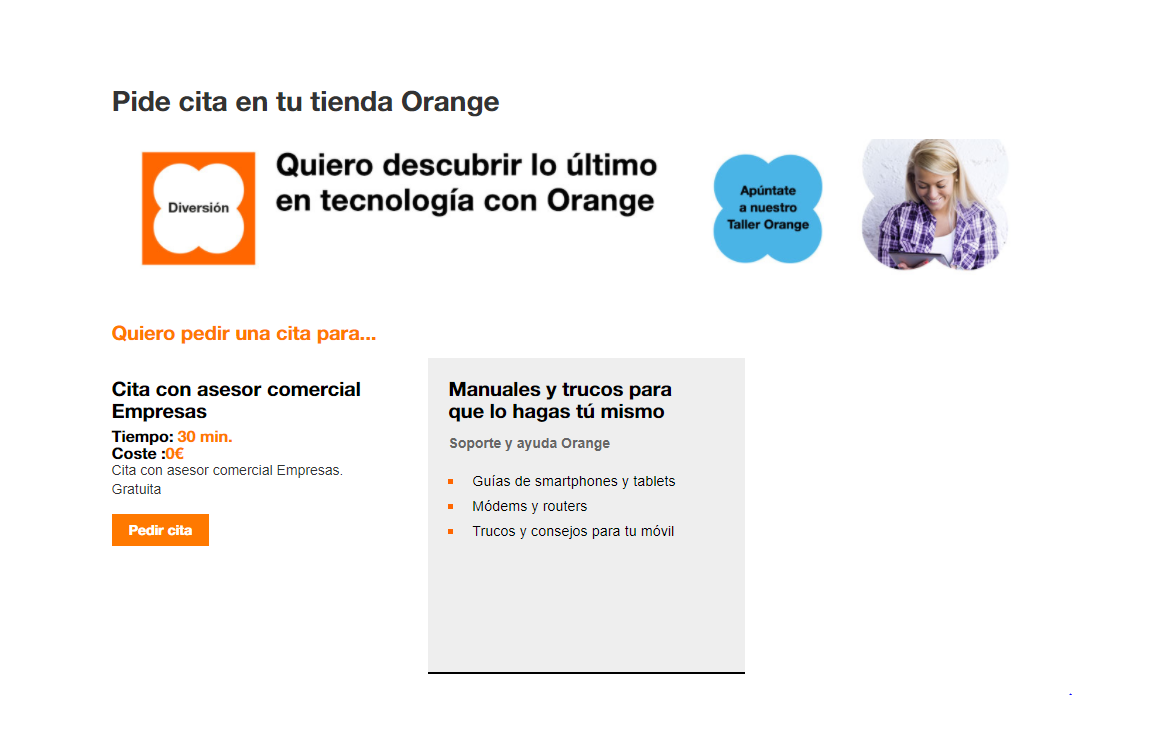 Pide cita en tu tienda Orange
Diversión
Quiero descubrir lo último
en tecnología con Orange
Apúntate
a nuestro
Taller Orange
Quiero pedir una cita para...
Cita con asesor comercial
Empresas
Tiempo: 30 min.
Coste :0€
Cita con asesor comercial Empresas.
Gratuita
Pedir cita
Manuales y trucos para
que lo hagas tú mismo
Soporte y ayuda Orange
Guías de smartphones y tablets
Módems y routers
Trucos y consejos para tu móvil